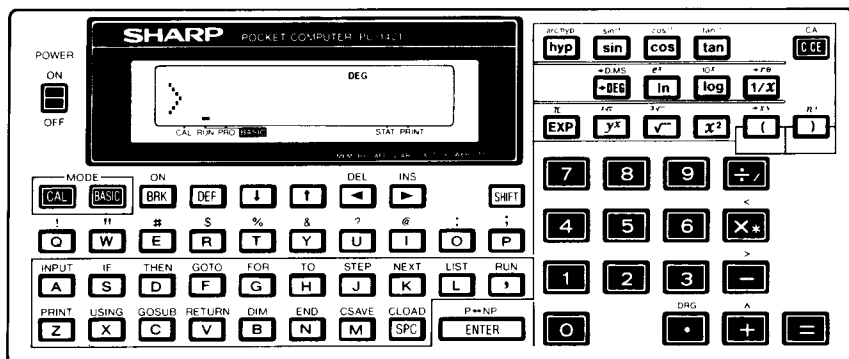 SHARP POCKET COMPUTER PC-1401
POWER
ON
OFF
DEG
>
_
CAL RUN PRO BASIC STAT PRINT
MODE
CAL BASIC
ON DEL INS
BRK DEF ↓ ↑ ◄ ► SHIFT
! " # $ % & ? @ : ;
Q W E R T Y U I O P
INPUT IF THEN GOTO FOR TO STEP NEXT LIST RUN
A S D F G H J K L ,
PRINT USING GOSUB RETURN DIM END CSAVE CLOAD P↔NP
Z X C V B N M SPC ENTER
arc hyp sin⁻¹ cos⁻¹ tan⁻¹ CA
hyp sin cos tan C·CE
→D.MS eˣ 10ˣ →rθ
→DEG ln log 1/x
π ³√ →xy n!
EXP yˣ √ x² ( )
7 8 9 ÷/
<
4 5 6 ×*
>
1 2 3 −
DRG ^
0 • + =